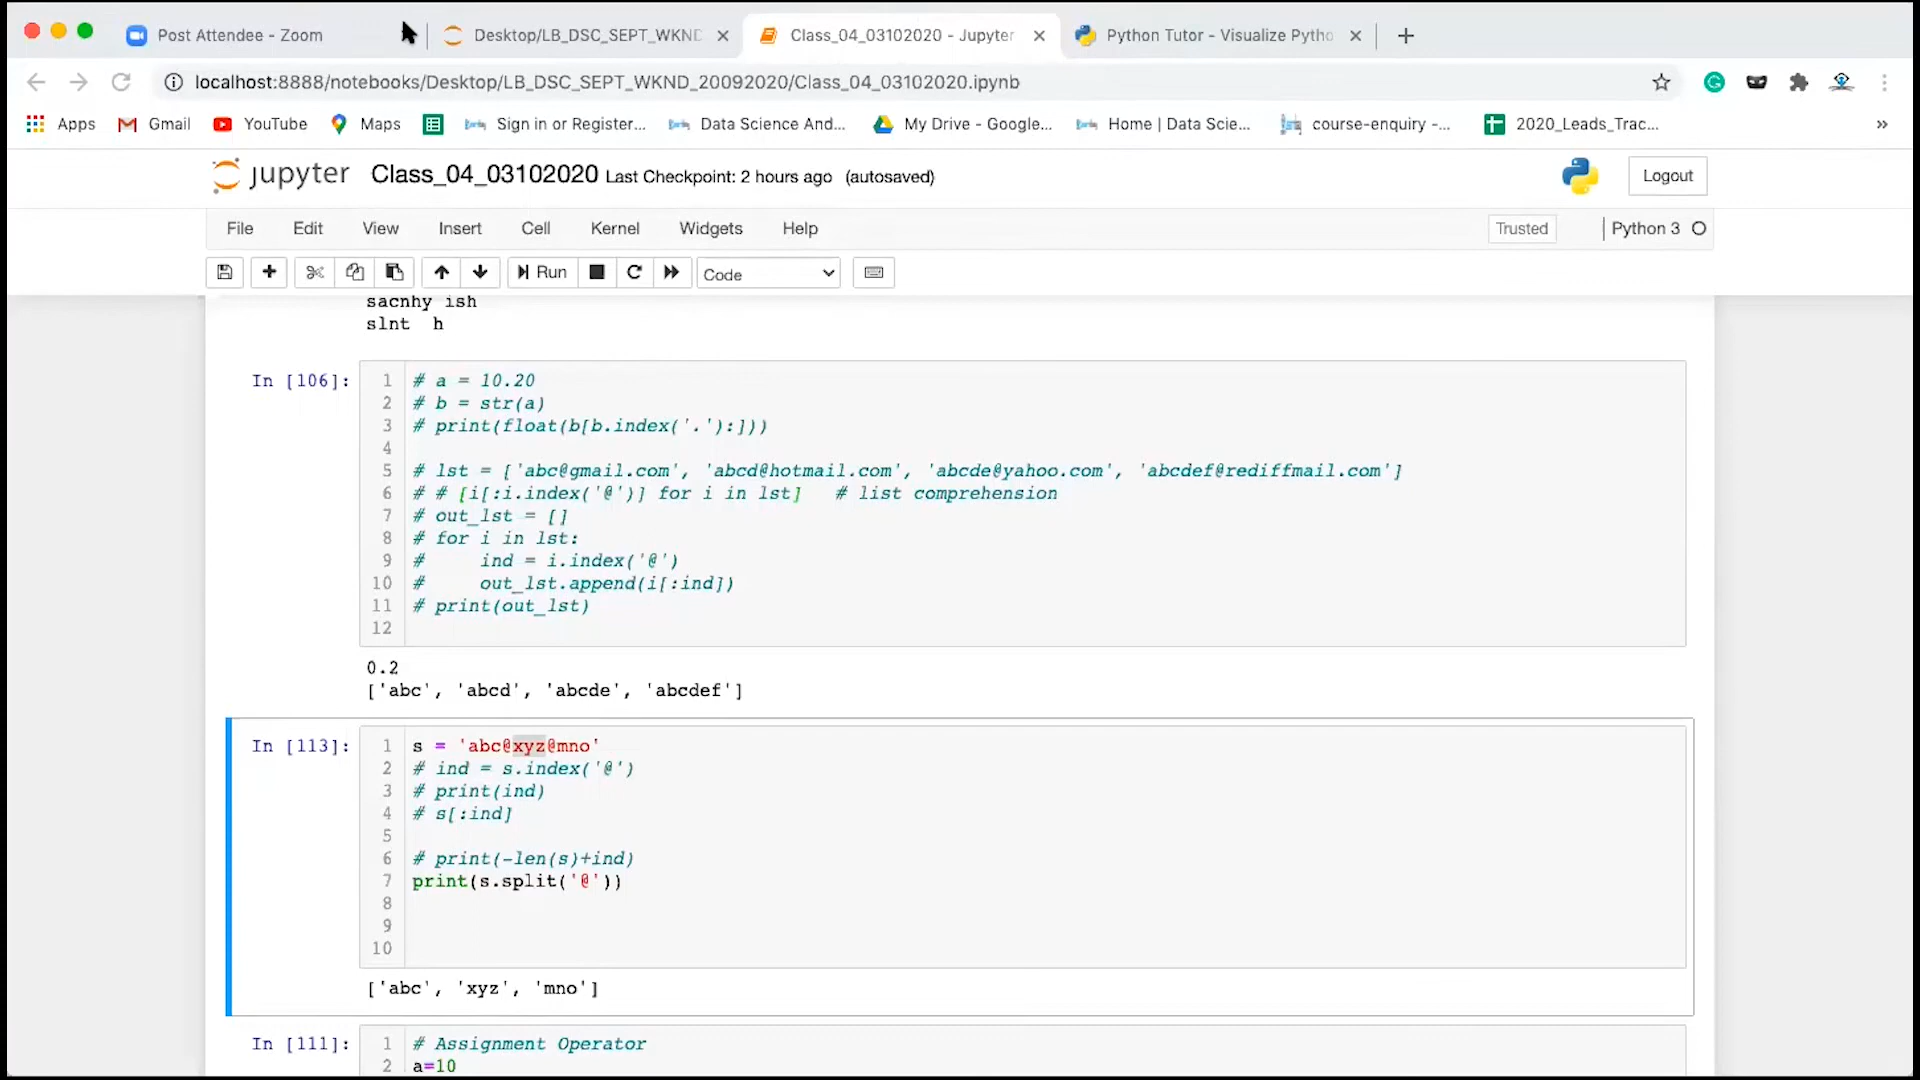 Post Attendee - Zoom
Desktop/LB_DSC_SEPT_WKND
Class_04_03102020 - Jupyter
Python Tutor - Visualize Pytho
localhost:8888/notebooks/Desktop/LB_DSC_SEPT_WKND_20092020/Class_04_03102020.ipynb
Apps Gmail YouTube Maps Sign in or Register... Data Science And... My Drive - Google... Home | Data Scie... course-enquiry -... 2020_Leads_Trac... »
jupyter Class_04_03102020 Last Checkpoint: 2 hours ago (autosaved) Logout
File Edit View Insert Cell Kernel Widgets Help Trusted Python 3
Run Code
sacnhy ish
slnt  h
In [106]:
1 # a = 10.20
2 # b = str(a)
3 # print(float(b[b.index('.'):]))
4
5 # lst = ['abc@gmail.com', 'abcd@hotmail.com', 'abcde@yahoo.com', 'abcdef@rediffmail.com']
6 # # [i[:i.index('@')] for i in lst]   # list comprehension
7 # out_lst = []
8 # for i in lst:
9 #     ind = i.index('@')
10 #     out_lst.append(i[:ind])
11 # print(out_lst)
12
0.2
['abc', 'abcd', 'abcde', 'abcdef']
In [113]:
1 s = 'abc@xyz@mno'
2 # ind = s.index('@')
3 # print(ind)
4 # s[:ind]
5
6 # print(-len(s)+ind)
7 print(s.split('@'))
8
9
10
['abc', 'xyz', 'mno']
In [111]:
1 # Assignment Operator
2 a=10